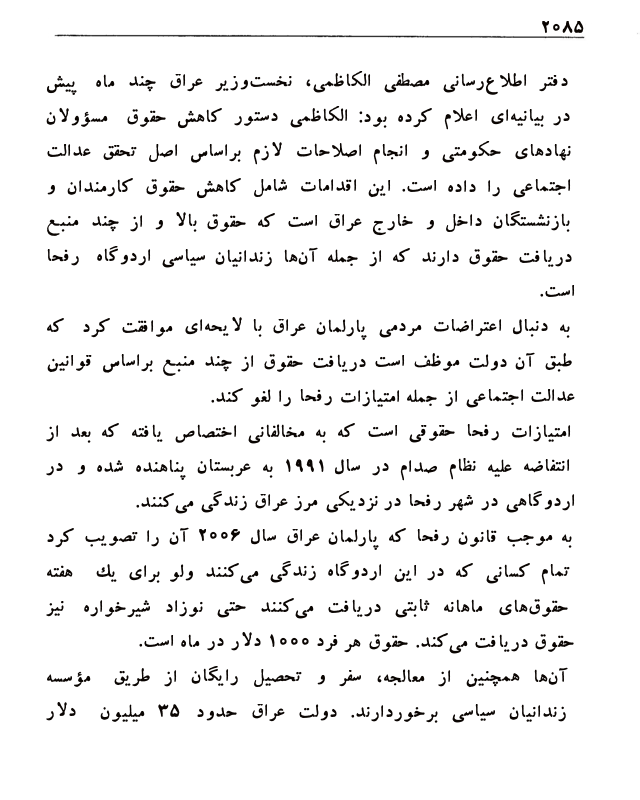 ۲۰۸۵
دفتر اطلاع‌رسانی مصطفی الکاظمی، نخست‌وزیر عراق چند ماه پیش
در بیانیه‌ای اعلام کرده بود: الکاظمی دستور کاهش حقوق مسؤولان
نهادهای حکومتی و انجام اصلاحات لازم براساس اصل تحقق عدالت
اجتماعی را داده است. این اقدامات شامل کاهش حقوق کارمندان و
بازنشستگان داخل و خارج عراق است که حقوق بالا و از چند منبع
دریافت حقوق دارند که از جمله آن‌ها زندانیان سیاسی اردوگاه رفحا
است.
به دنبال اعتراضات مردمی پارلمان عراق با لایحه‌ای موافقت کرد که
طبق آن دولت موظف است دریافت حقوق از چند منبع براساس قوانین
عدالت اجتماعی از جمله امتیازات رفحا را لغو کند.
امتیازات رفحا حقوقی است که به مخالفانی اختصاص یافته که بعد از
انتفاضه علیه نظام صدام در سال ۱۹۹۱ به عربستان پناهنده شده و در
اردوگاهی در شهر رفحا در نزدیکی مرز عراق زندگی می‌کنند.
به موجب قانون رفحا که پارلمان عراق سال ۲۰۰۶ آن را تصویب کرد
تمام کسانی که در این اردوگاه زندگی می‌کنند ولو برای یك هفته
حقوق‌های ماهانه ثابتی دریافت می‌کنند حتی نوزاد شیرخواره نیز
حقوق دریافت می‌کند. حقوق هر فرد ۱۰۰۰ دلار در ماه است.
آن‌ها همچنین از معالجه، سفر و تحصیل رایگان از طریق مؤسسه
زندانیان سیاسی برخوردارند. دولت عراق حدود ۳۵ میلیون دلار